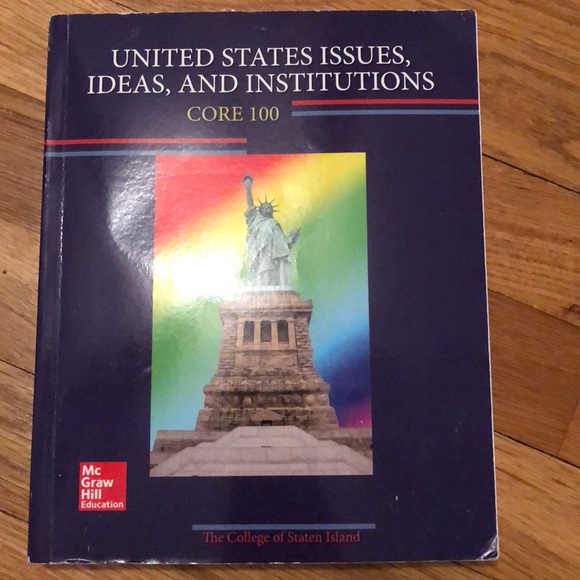 UNITED STATES ISSUES,
IDEAS, AND INSTITUTIONS
CORE 100
Mc
Graw
Hill
Education
The College of Staten Island